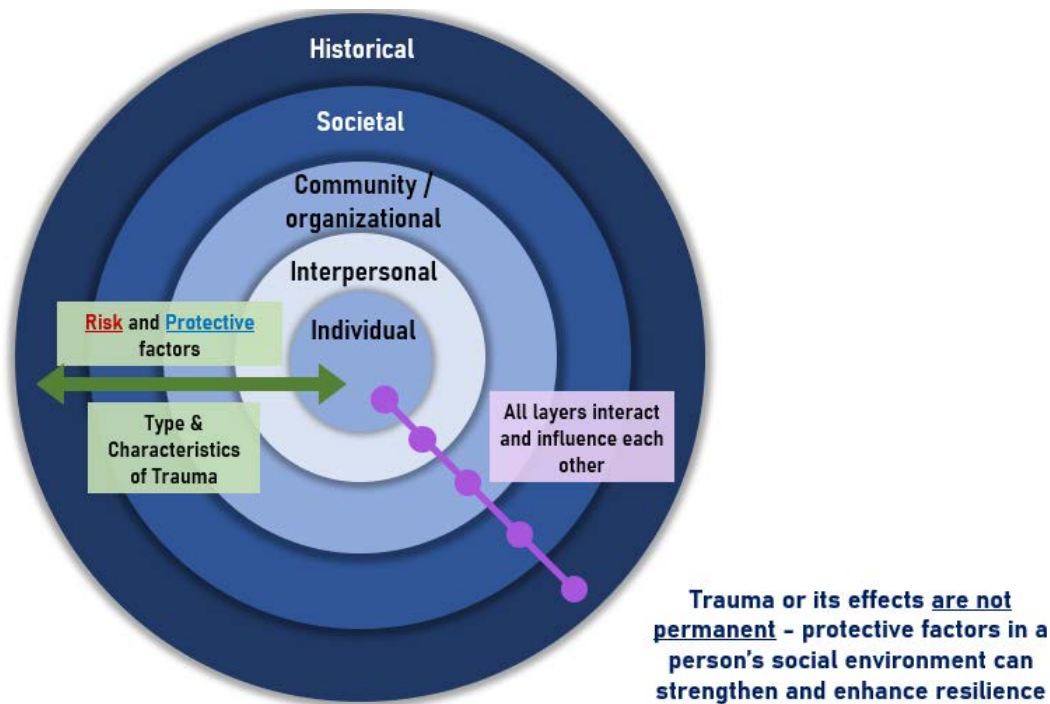 Historical
Societal
Community /
organizational
Interpersonal
Individual
Risk and Protective
factors
Type &
Characteristics
of Trauma
All layers interact
and influence each
other
Trauma or its effects are not
permanent - protective factors in a
person's social environment can
strengthen and enhance resilience